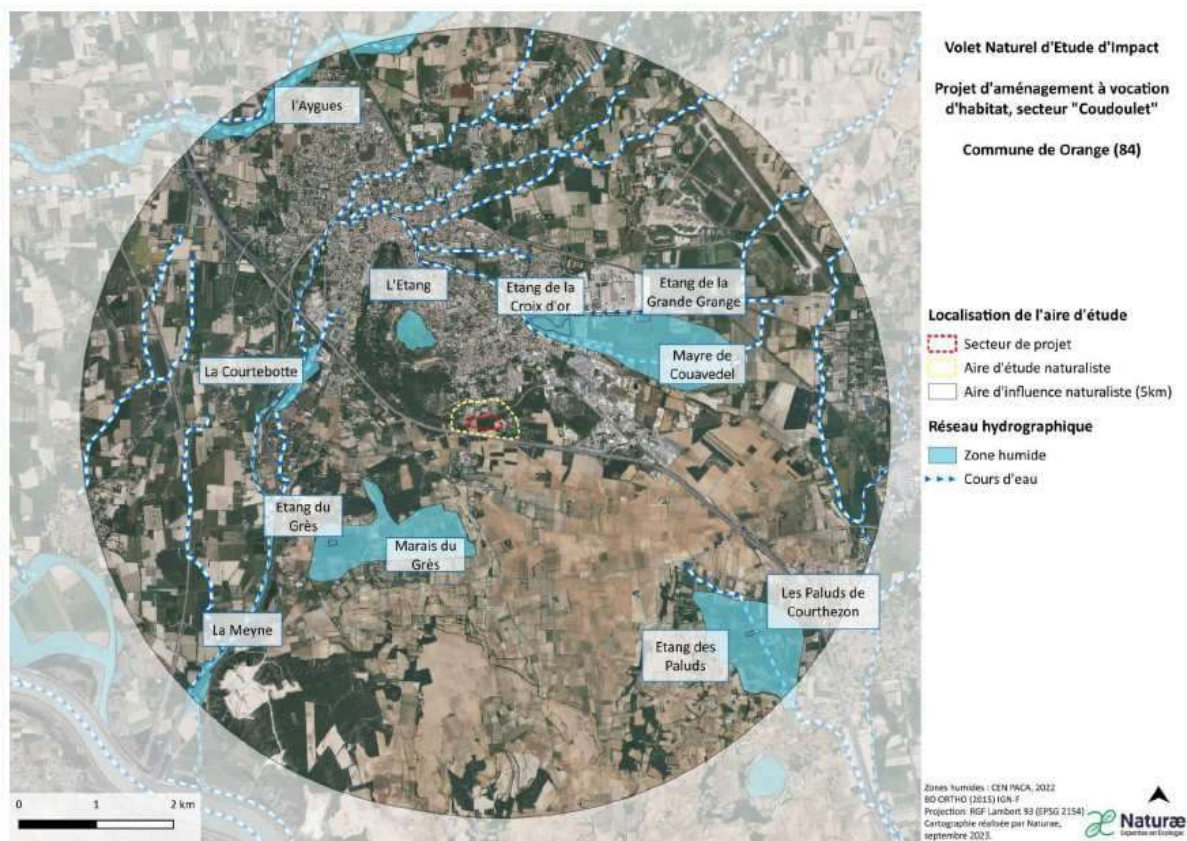 Volet Naturel d'Etude d'Impact
Projet d'aménagement à vocation
d'habitat, secteur "Coudoulet"
Commune de Orange (84)
l'Aygues
L'Etang
Etang de la
Croix d'or
Etang de la
Grande Grange
Mayre de
Couavedel
La Courtebotte
Etang du
Grès
Marais du
Grès
La Meyne
Les Paluds de
Courthezon
Etang des
Paluds
Localisation de l'aire d'étude
Secteur de projet
Aire d'étude naturaliste
Aire d'influence naturaliste (5km)
Réseau hydrographique
Zone humide
Cours d'eau
0 1 2 km
Zones humides : CEN PACA, 2022
BD ORTHO (2015) IGN-F
Projection: RGF Lambert 93 (EPSG 2154)
Cartographie réalisée par Naturae,
septembre 2023.
Naturæ
Expertise en Ecologie